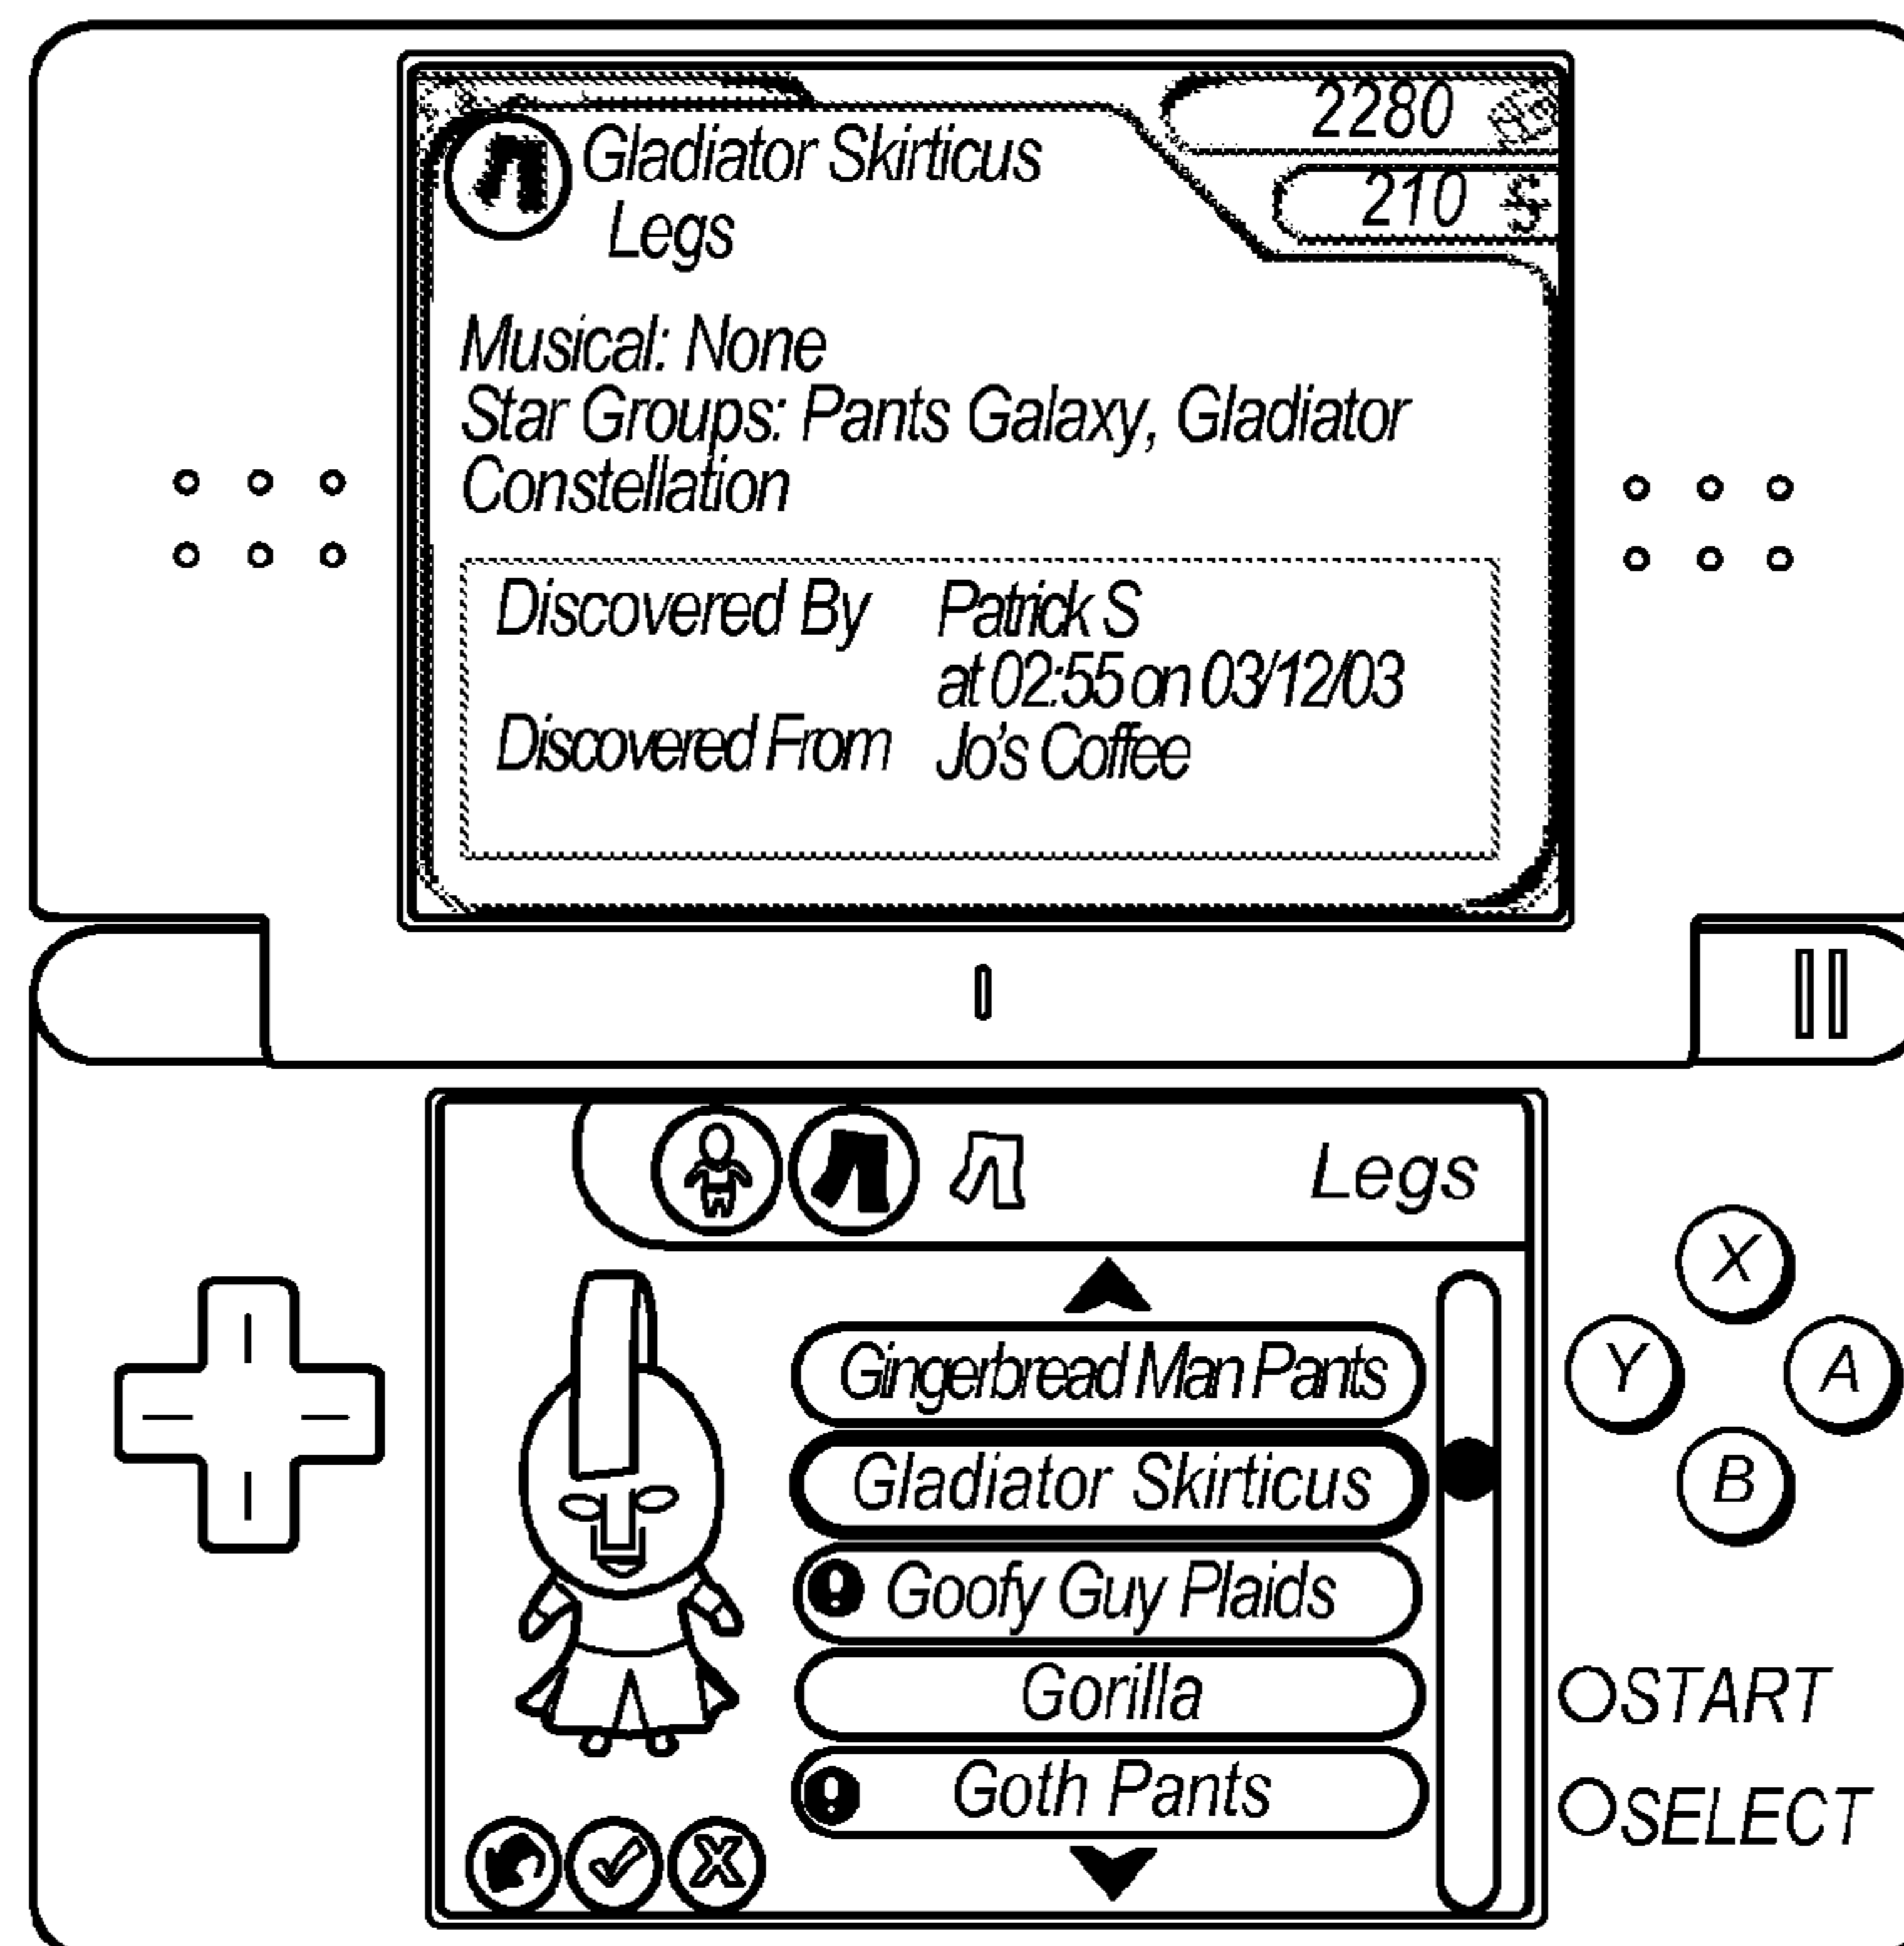 2280
Gladiator Skirticus
210 $
Legs
Musical: None
Star Groups: Pants Galaxy, Gladiator
Constellation
Discovered By Patrick S
at 02:55 on 03/12/03
Discovered From Jo's Coffee
Legs
X
Gingerbread Man Pants
Y A
Gladiator Skirticus
B
Goofy Guy Plaids
Gorilla
START
Goth Pants
SELECT
X